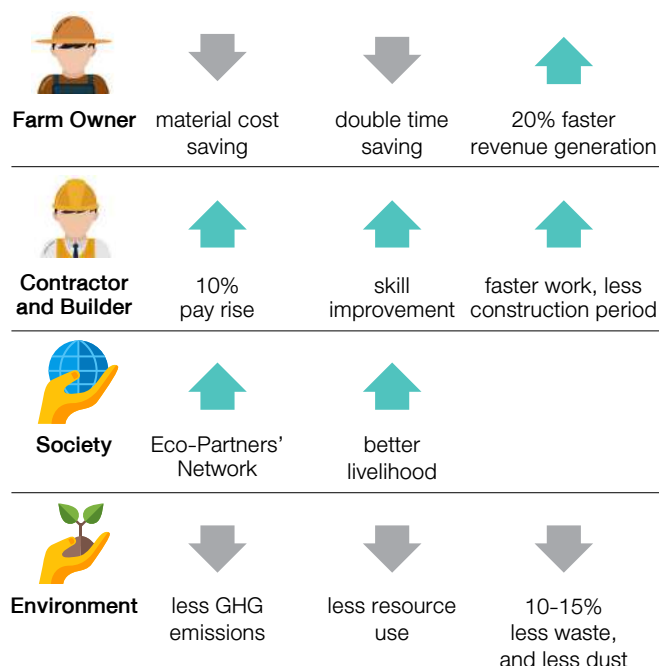 Farm Owner
material cost
saving
double time
saving
20% faster
revenue generation
Contractor
and Builder
10%
pay rise
skill
improvement
faster work, less
construction period
Society
Eco-Partners’
Network
better
livelihood
Environment
less GHG
emissions
less resource
use
10-15%
less waste,
and less dust